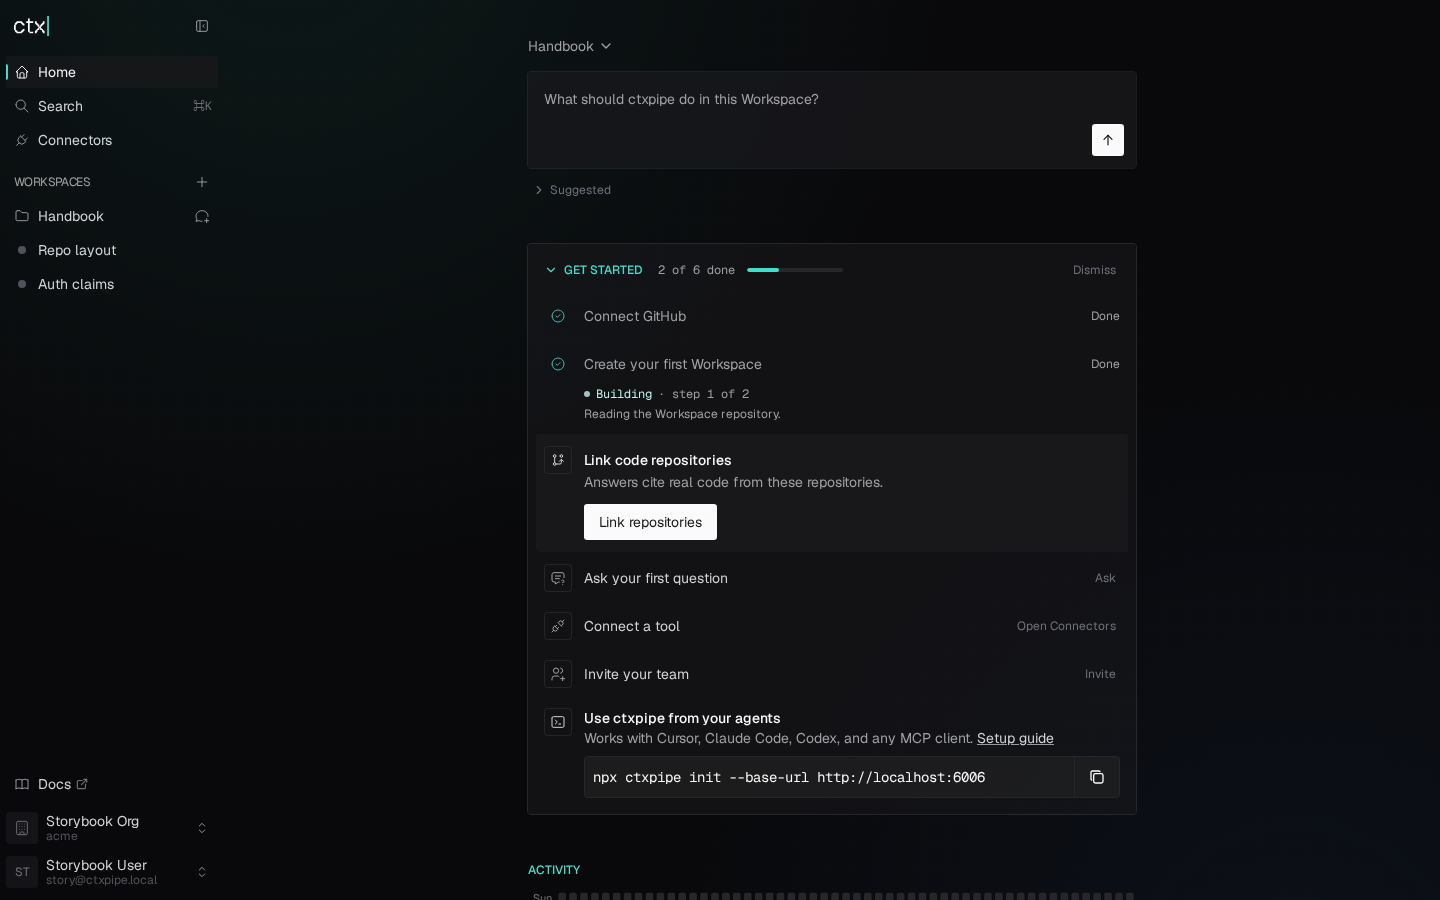 ctx
Home
Search ⌘K
Connectors
WORKSPACES
Handbook
Repo layout
Auth claims
Docs
Storybook Org
acme
ST
Storybook User
story@ctxpipe.local
Handbook
What should ctxpipe do in this Workspace?
Suggested
GET STARTED 2 of 6 done Dismiss
Connect GitHub Done
Create your first Workspace Done
Building · step 1 of 2
Reading the Workspace repository.
Link code repositories
Answers cite real code from these repositories.
Link repositories
Ask your first question Ask
Connect a tool Open Connectors
Invite your team Invite
Use ctxpipe from your agents
Works with Cursor, Claude Code, Codex, and any MCP client. Setup guide
npx ctxpipe init --base-url http://localhost:6006
ACTIVITY
Sun